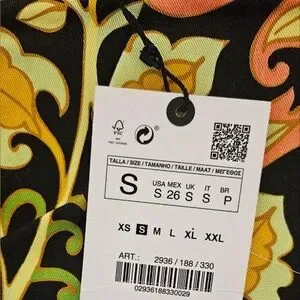 FSC
TALLA / SIZE / TAMANHO / TAILLE / MAAT / ΜΕΓΕΘΟΣ
S
USA MEX UK IT BR
S 26 S S P
XS S M L XL XXL
ART.: 2936 / 188 / 330
02936188330029